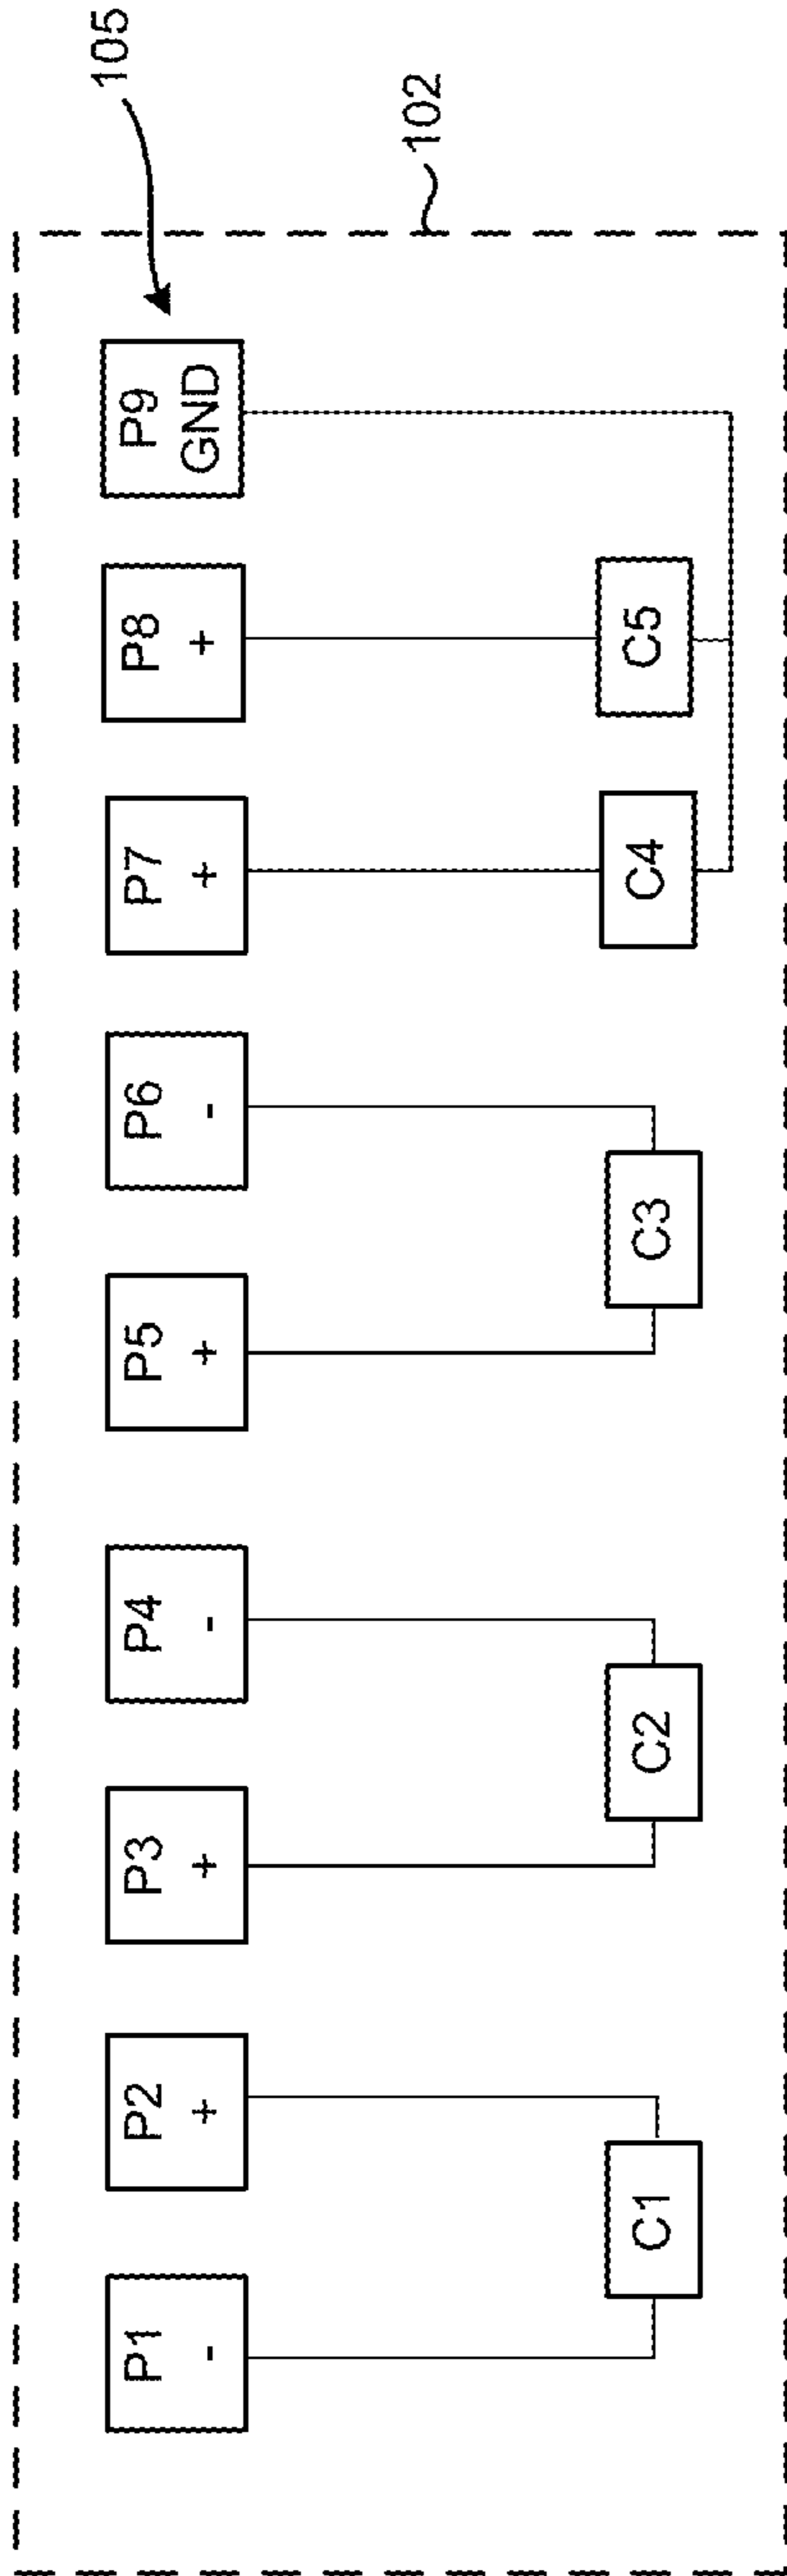 105
102
P1
-
P2
+
P3
+
P4
-
P5
+
P6
-
P7
+
P8
+
P9
GND
C1
C2
C3
C4
C5